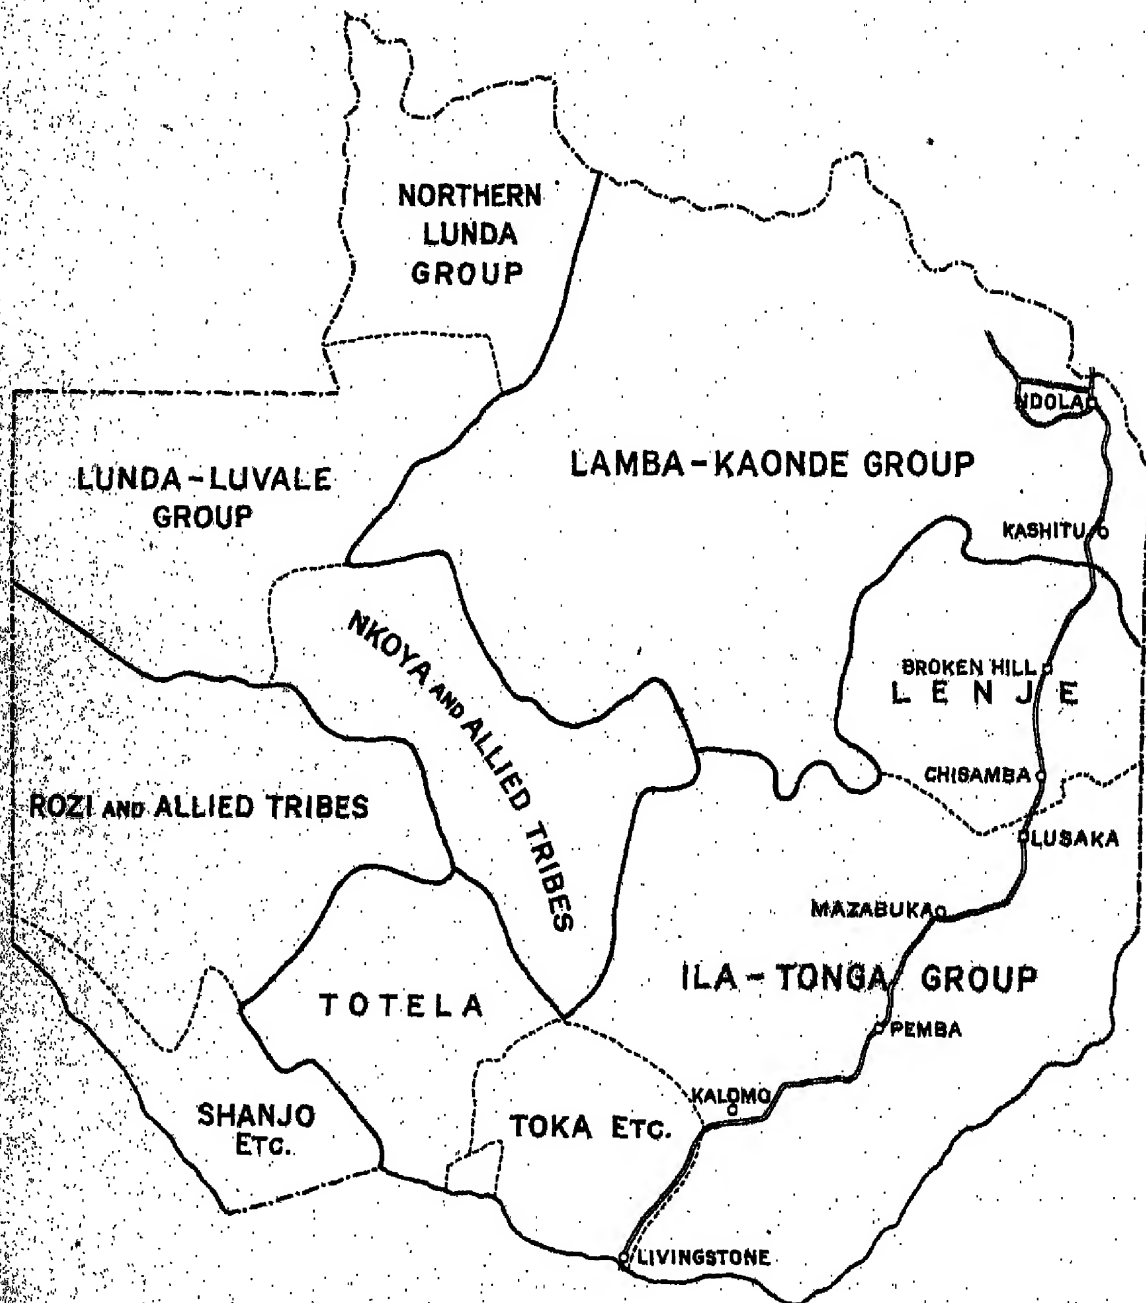 NORTHERN
LUNDA
GROUP
NDOLA
LAMBA-KAONDE GROUP
LUNDA-LUVALE
GROUP
KASHITU
NKOYA AND ALLIED TRIBES
BROKEN HILL
LENJE
CHISAMBA
ROZI AND ALLIED TRIBES
LUSAKA
MAZABUKA
ILA-TONGA GROUP
TOTELA
PEMBA
KALOMO
SHANJO
ETC.
TOKA ETC.
LIVINGSTONE